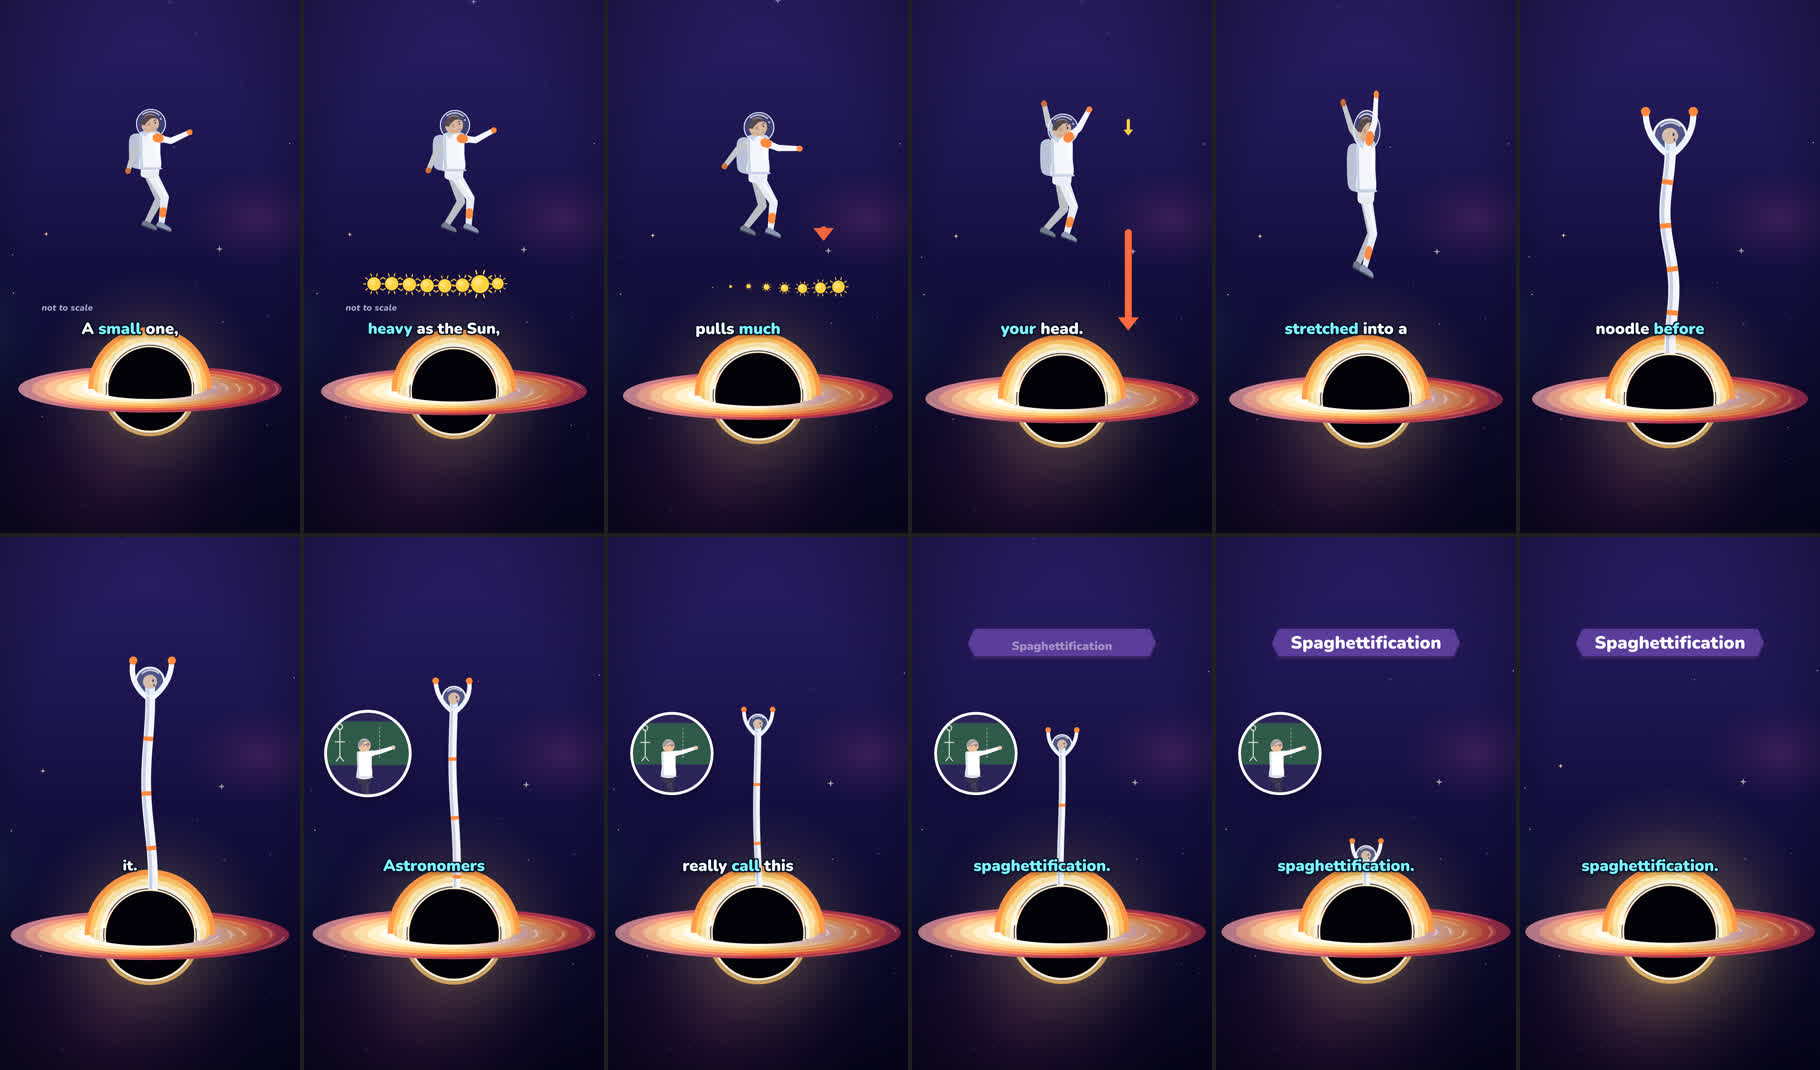 not to scale
A small one,
not to scale
heavy as the Sun,
pulls much
your head.
stretched into a
noodle before
it.
Astronomers
really call this
Spaghettification
spaghettification.
Spaghettification
spaghettification.
Spaghettification
spaghettification.